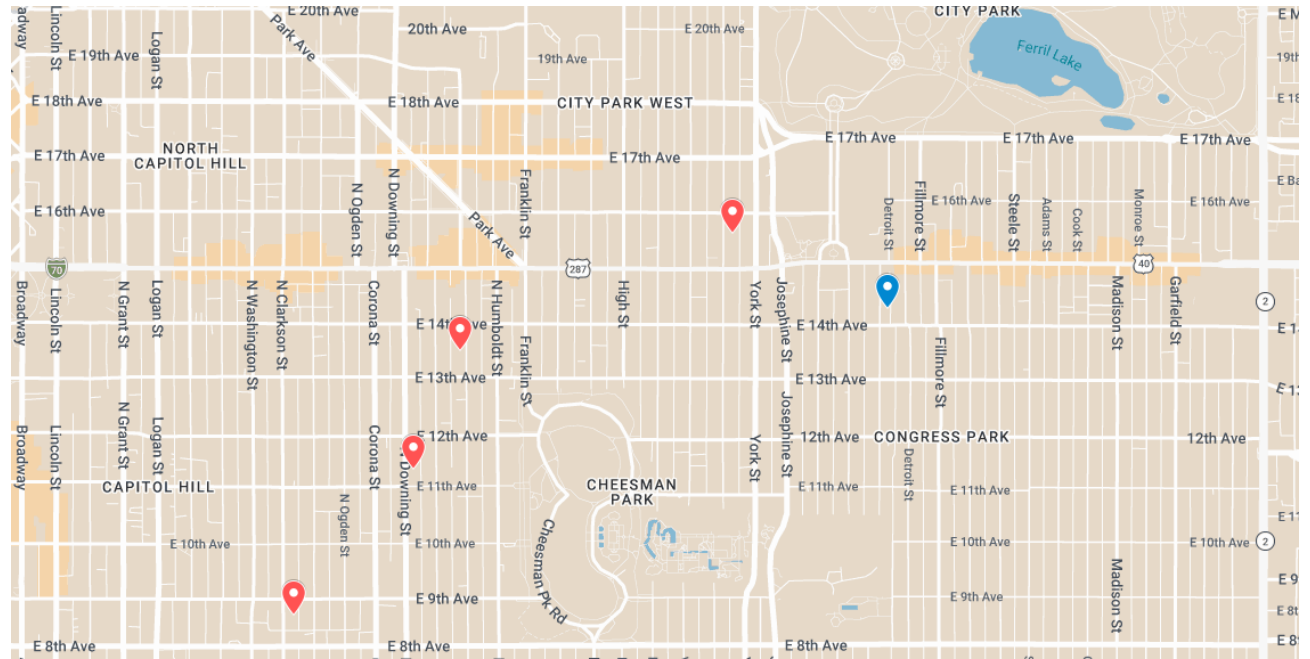 E 20th Ave
20th Ave
E 20th Ave
CITY PARK
adway
Lincoln St
Logan St
Park Ave
E 19th Ave
19th Ave
Ferril Lake
19th
E 18th Ave
E 18th Ave
CITY PARK WEST
E 18
E 17th Ave
E 17th Ave
E 17th Ave
NORTH
CAPITOL HILL
E 17th Ave
E 17th Ave
E Ba
N Ogden St
N Downing St
Franklin St
Detroit St
Fillmore St
E 16th Ave
Steele St
Adams St
Cook St
Monroe St
E 16th Ave
E 16th Ave
Park Ave
70
287
40
Broadway
Lincoln St
N Grant St
Logan St
N Washington St
N Clarkson St
Corona St
N Humboldt St
High St
York St
Josephine St
Madison St
Garfield St
2
E 14th Ave
E 14th Ave
Franklin St
Fillmore St
E 13th Ave
E 13th Ave
Broadway
Lincoln St
N Grant St
Logan St
Corona St
E 12th Ave
York St
Josephine St
12th Ave
CONGRESS PARK
12th Ave
Downing St
Detroit St
CAPITOL HILL
E 11th Ave
CHEESMAN
PARK
E 11th Ave
E 11th Ave
N Ogden St
Cheesman Pk Rd
E 10th Ave
E 10th Ave
E 10th Ave
E 10th Ave
2
Madison St
E 9th Ave
E 9th Ave
E 9
E 8th Ave
E 8th Ave
E 8th Ave